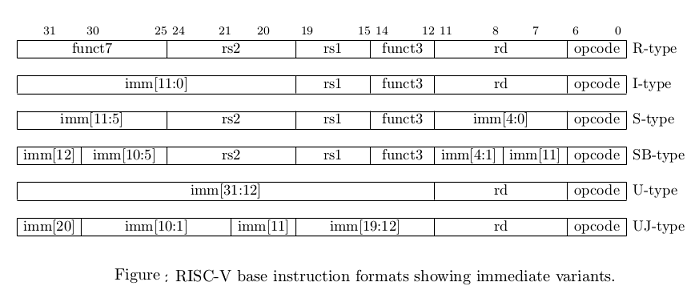 31 30 25 24 21 20 19 15 14 12 11 8 7 6 0
funct7 rs2 rs1 funct3 rd opcode R-type
imm[11:0] rs1 funct3 rd opcode I-type
imm[11:5] rs2 rs1 funct3 imm[4:0] opcode S-type
imm[12] imm[10:5] rs2 rs1 funct3 imm[4:1] imm[11] opcode SB-type
imm[31:12] rd opcode U-type
imm[20] imm[10:1] imm[11] imm[19:12] rd opcode UJ-type
Figure : RISC-V base instruction formats showing immediate variants.